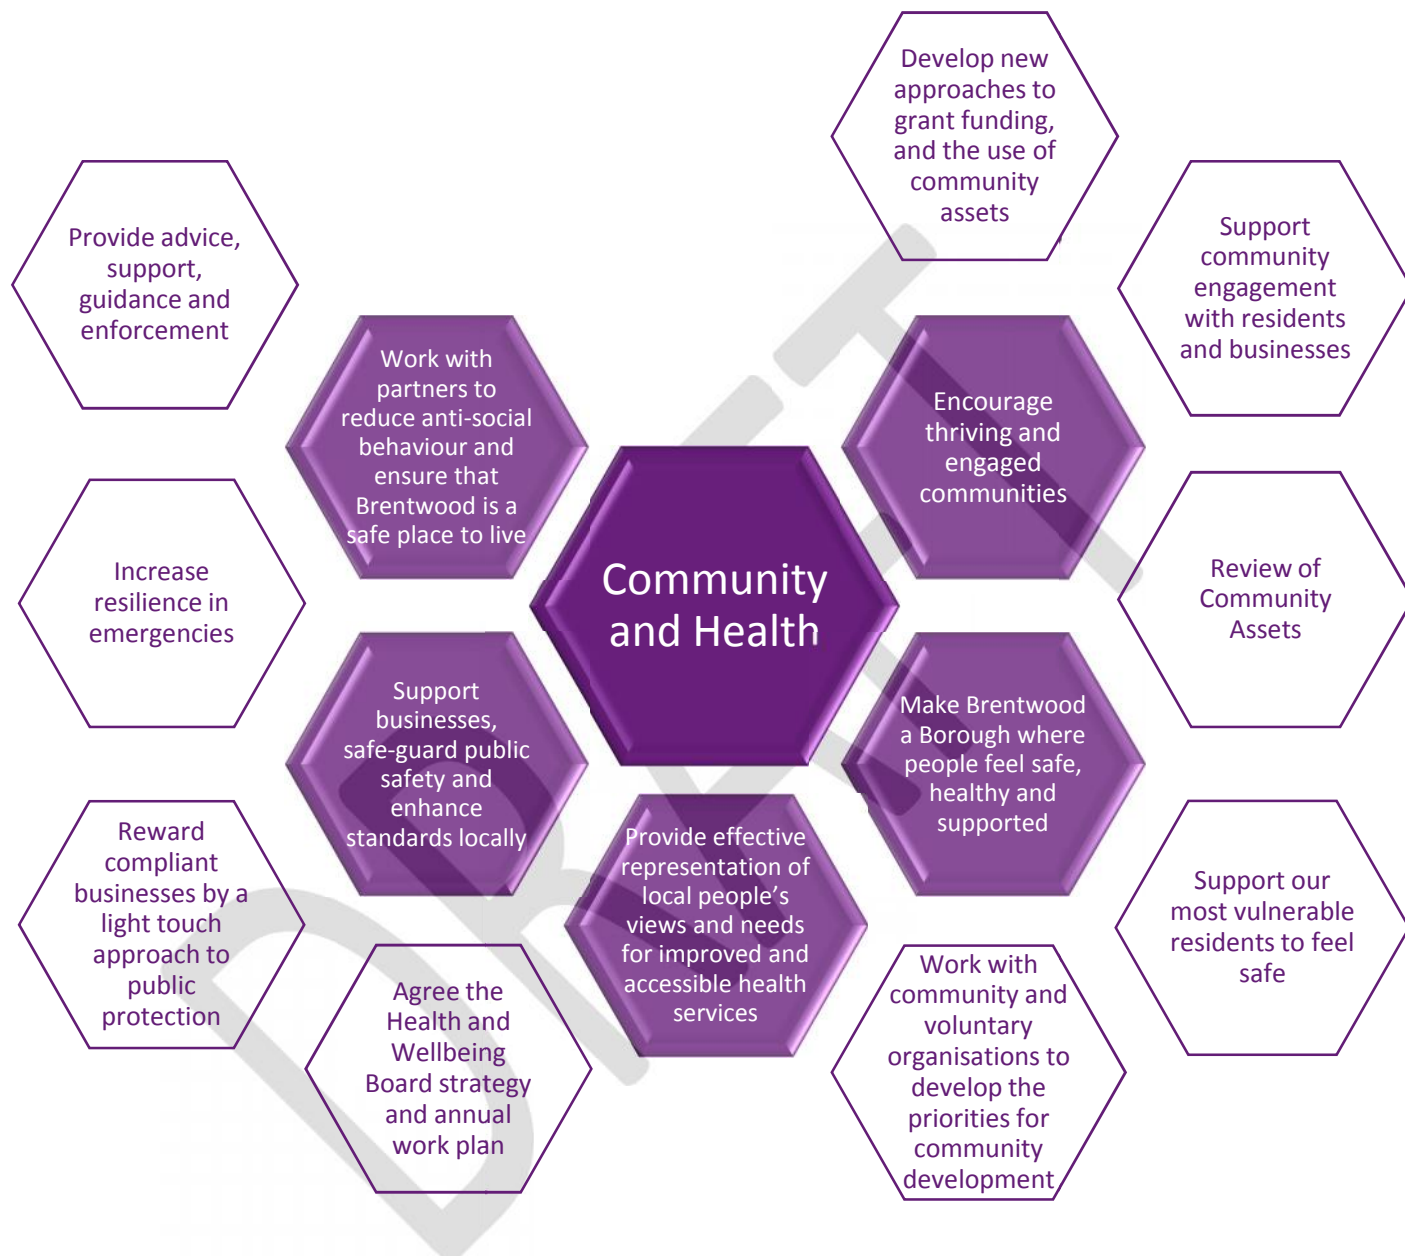 Develop new
approaches to
grant funding,
and the use of
community
assets
Provide advice,
support,
guidance and
enforcement
Support
community
engagement
with residents
and businesses
Work with
partners to
reduce anti-social
behaviour and
ensure that
Brentwood is a
safe place to live
Encourage
thriving and
engaged
communities
Increase
resilience in
emergencies
Community
and Health
Review of
Community
Assets
Support
businesses,
safe-guard public
safety and
enhance
standards locally
Make Brentwood
a Borough where
people feel safe,
healthy and
supported
Reward
compliant
businesses by a
light touch
approach to
public
protection
Provide effective
representation of
local people’s
views and needs
for improved and
accessible health
services
Support our
most vulnerable
residents to feel
safe
Agree the
Health and
Wellbeing
Board strategy
and annual
work plan
Work with
community and
voluntary
organisations to
develop the
priorities for
community
development
DRAFT